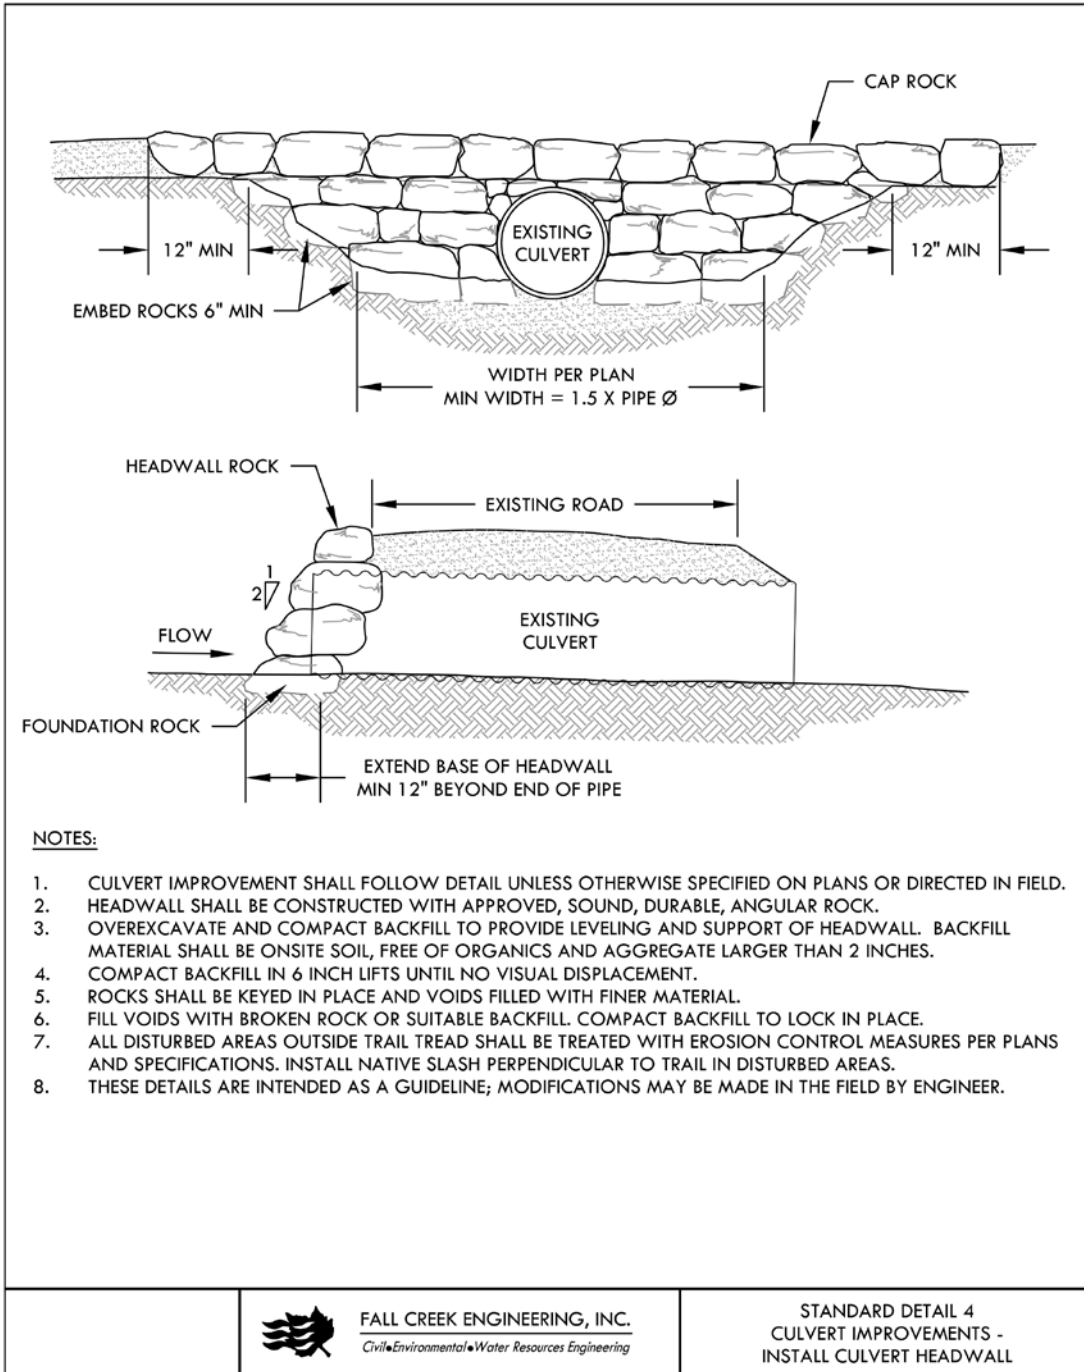 CAP ROCK
EXISTING
CULVERT
12" MIN
12" MIN
EMBED ROCKS 6" MIN
WIDTH PER PLAN
MIN WIDTH = 1.5 X PIPE Ø
HEADWALL ROCK
EXISTING ROAD
1
2
EXISTING
CULVERT
FLOW
FOUNDATION ROCK
EXTEND BASE OF HEADWALL
MIN 12" BEYOND END OF PIPE
NOTES:
1. CULVERT IMPROVEMENT SHALL FOLLOW DETAIL UNLESS OTHERWISE SPECIFIED ON PLANS OR DIRECTED IN FIELD.
2. HEADWALL SHALL BE CONSTRUCTED WITH APPROVED, SOUND, DURABLE, ANGULAR ROCK.
3. OVEREXCAVATE AND COMPACT BACKFILL TO PROVIDE LEVELING AND SUPPORT OF HEADWALL. BACKFILL
MATERIAL SHALL BE ONSITE SOIL, FREE OF ORGANICS AND AGGREGATE LARGER THAN 2 INCHES.
4. COMPACT BACKFILL IN 6 INCH LIFTS UNTIL NO VISUAL DISPLACEMENT.
5. ROCKS SHALL BE KEYED IN PLACE AND VOIDS FILLED WITH FINER MATERIAL.
6. FILL VOIDS WITH BROKEN ROCK OR SUITABLE BACKFILL. COMPACT BACKFILL TO LOCK IN PLACE.
7. ALL DISTURBED AREAS OUTSIDE TRAIL TREAD SHALL BE TREATED WITH EROSION CONTROL MEASURES PER PLANS
AND SPECIFICATIONS. INSTALL NATIVE SLASH PERPENDICULAR TO TRAIL IN DISTURBED AREAS.
8. THESE DETAILS ARE INTENDED AS A GUIDELINE; MODIFICATIONS MAY BE MADE IN THE FIELD BY ENGINEER.
FALL CREEK ENGINEERING, INC.
Civil•Environmental•Water Resources Engineering
STANDARD DETAIL 4
CULVERT IMPROVEMENTS -
INSTALL CULVERT HEADWALL